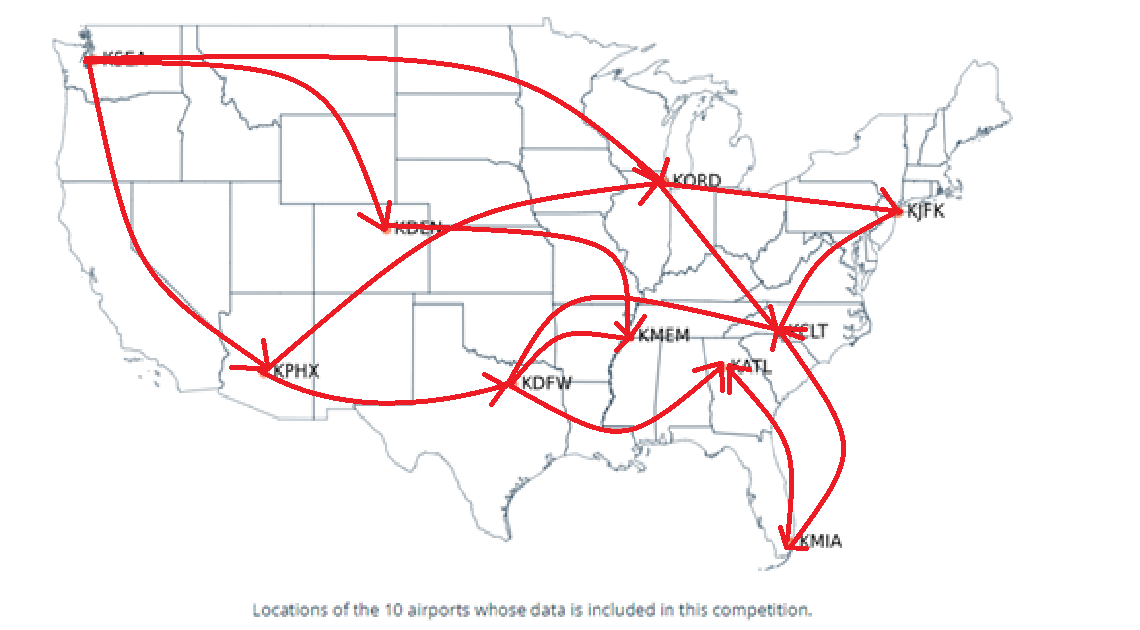 KSEA
KORD
KJFK
KDEN
KCLT
KMEM
KATL
KPHX
KDFW
KMIA
Locations of the 10 airports whose data is included in this competition.